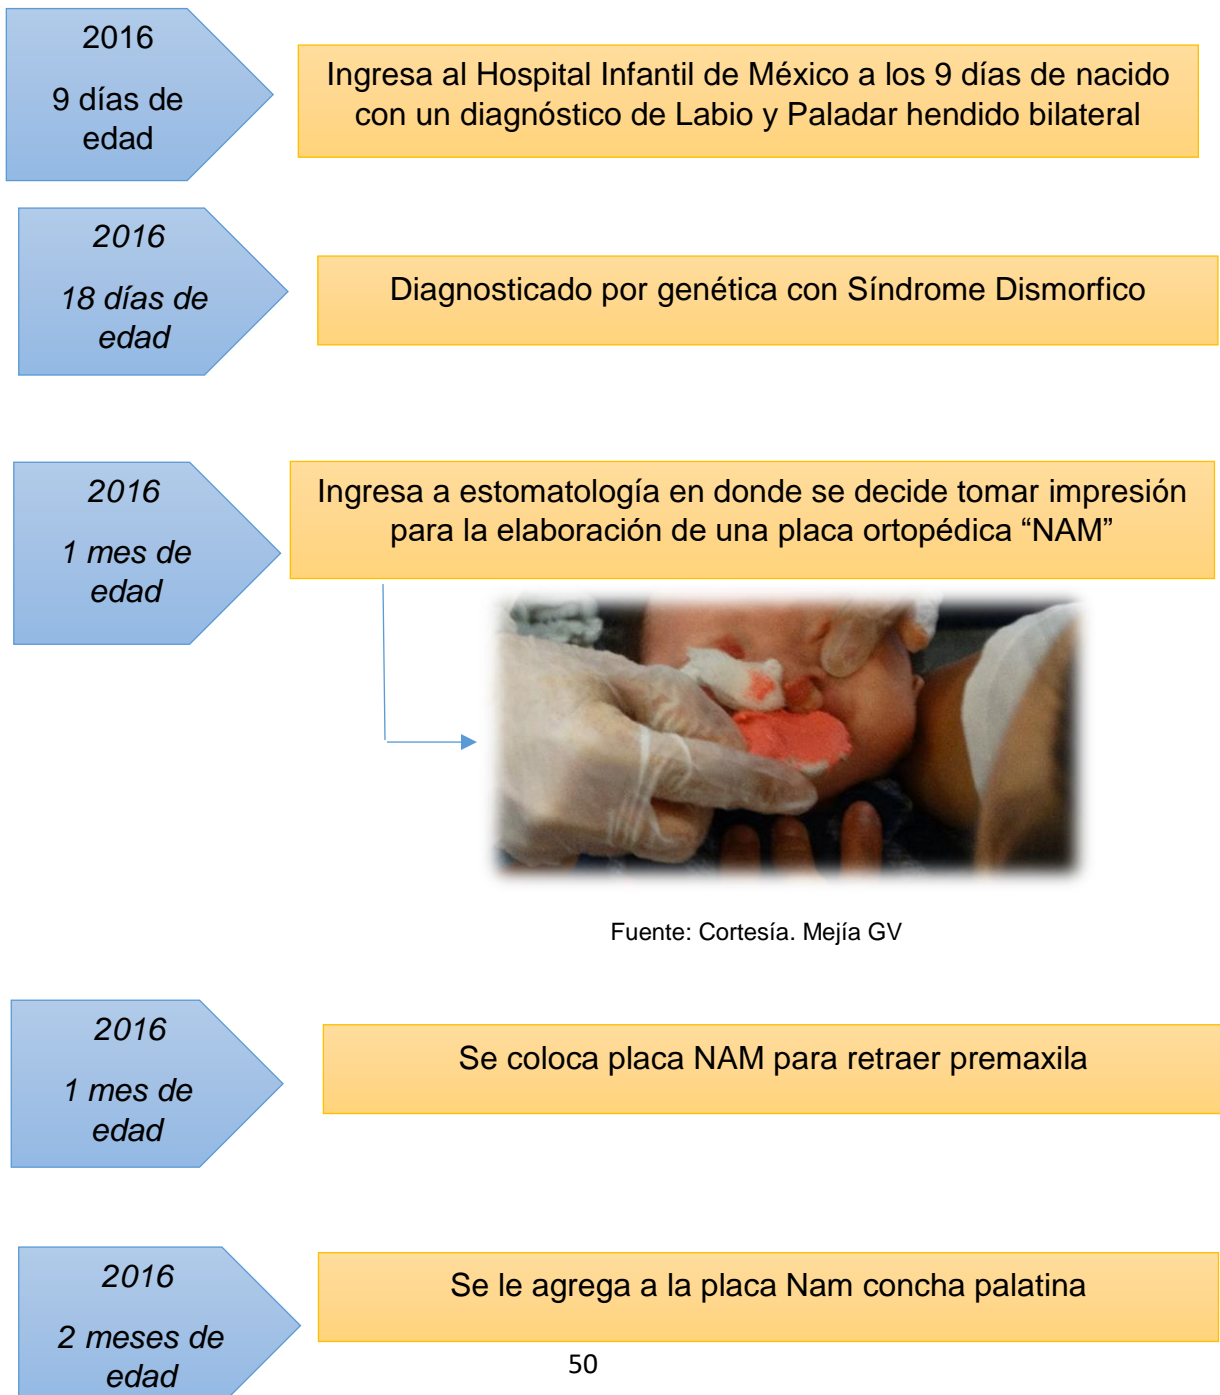 2016
9 días de
edad
Ingresa al Hospital Infantil de México a los 9 días de nacido
con un diagnóstico de Labio y Paladar hendido bilateral
2016
18 días de
edad
Diagnosticado por genética con Síndrome Dismorfico
2016
1 mes de
edad
Ingresa a estomatología en donde se decide tomar impresión
para la elaboración de una placa ortopédica “NAM”
Fuente: Cortesía. Mejía GV
2016
1 mes de
edad
Se coloca placa NAM para retraer premaxila
2016
2 meses de
edad
Se le agrega a la placa Nam concha palatina
50